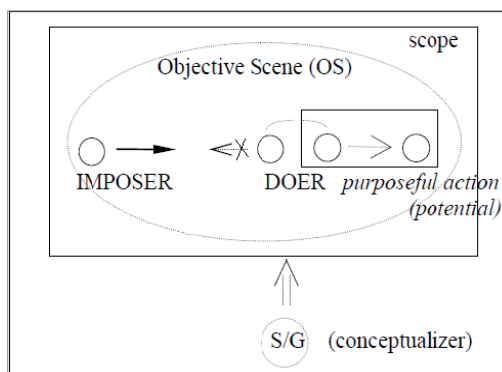 scope
Objective Scene (OS)
IMPOSER DOER purposeful action
(potential)
S/G (conceptualizer)